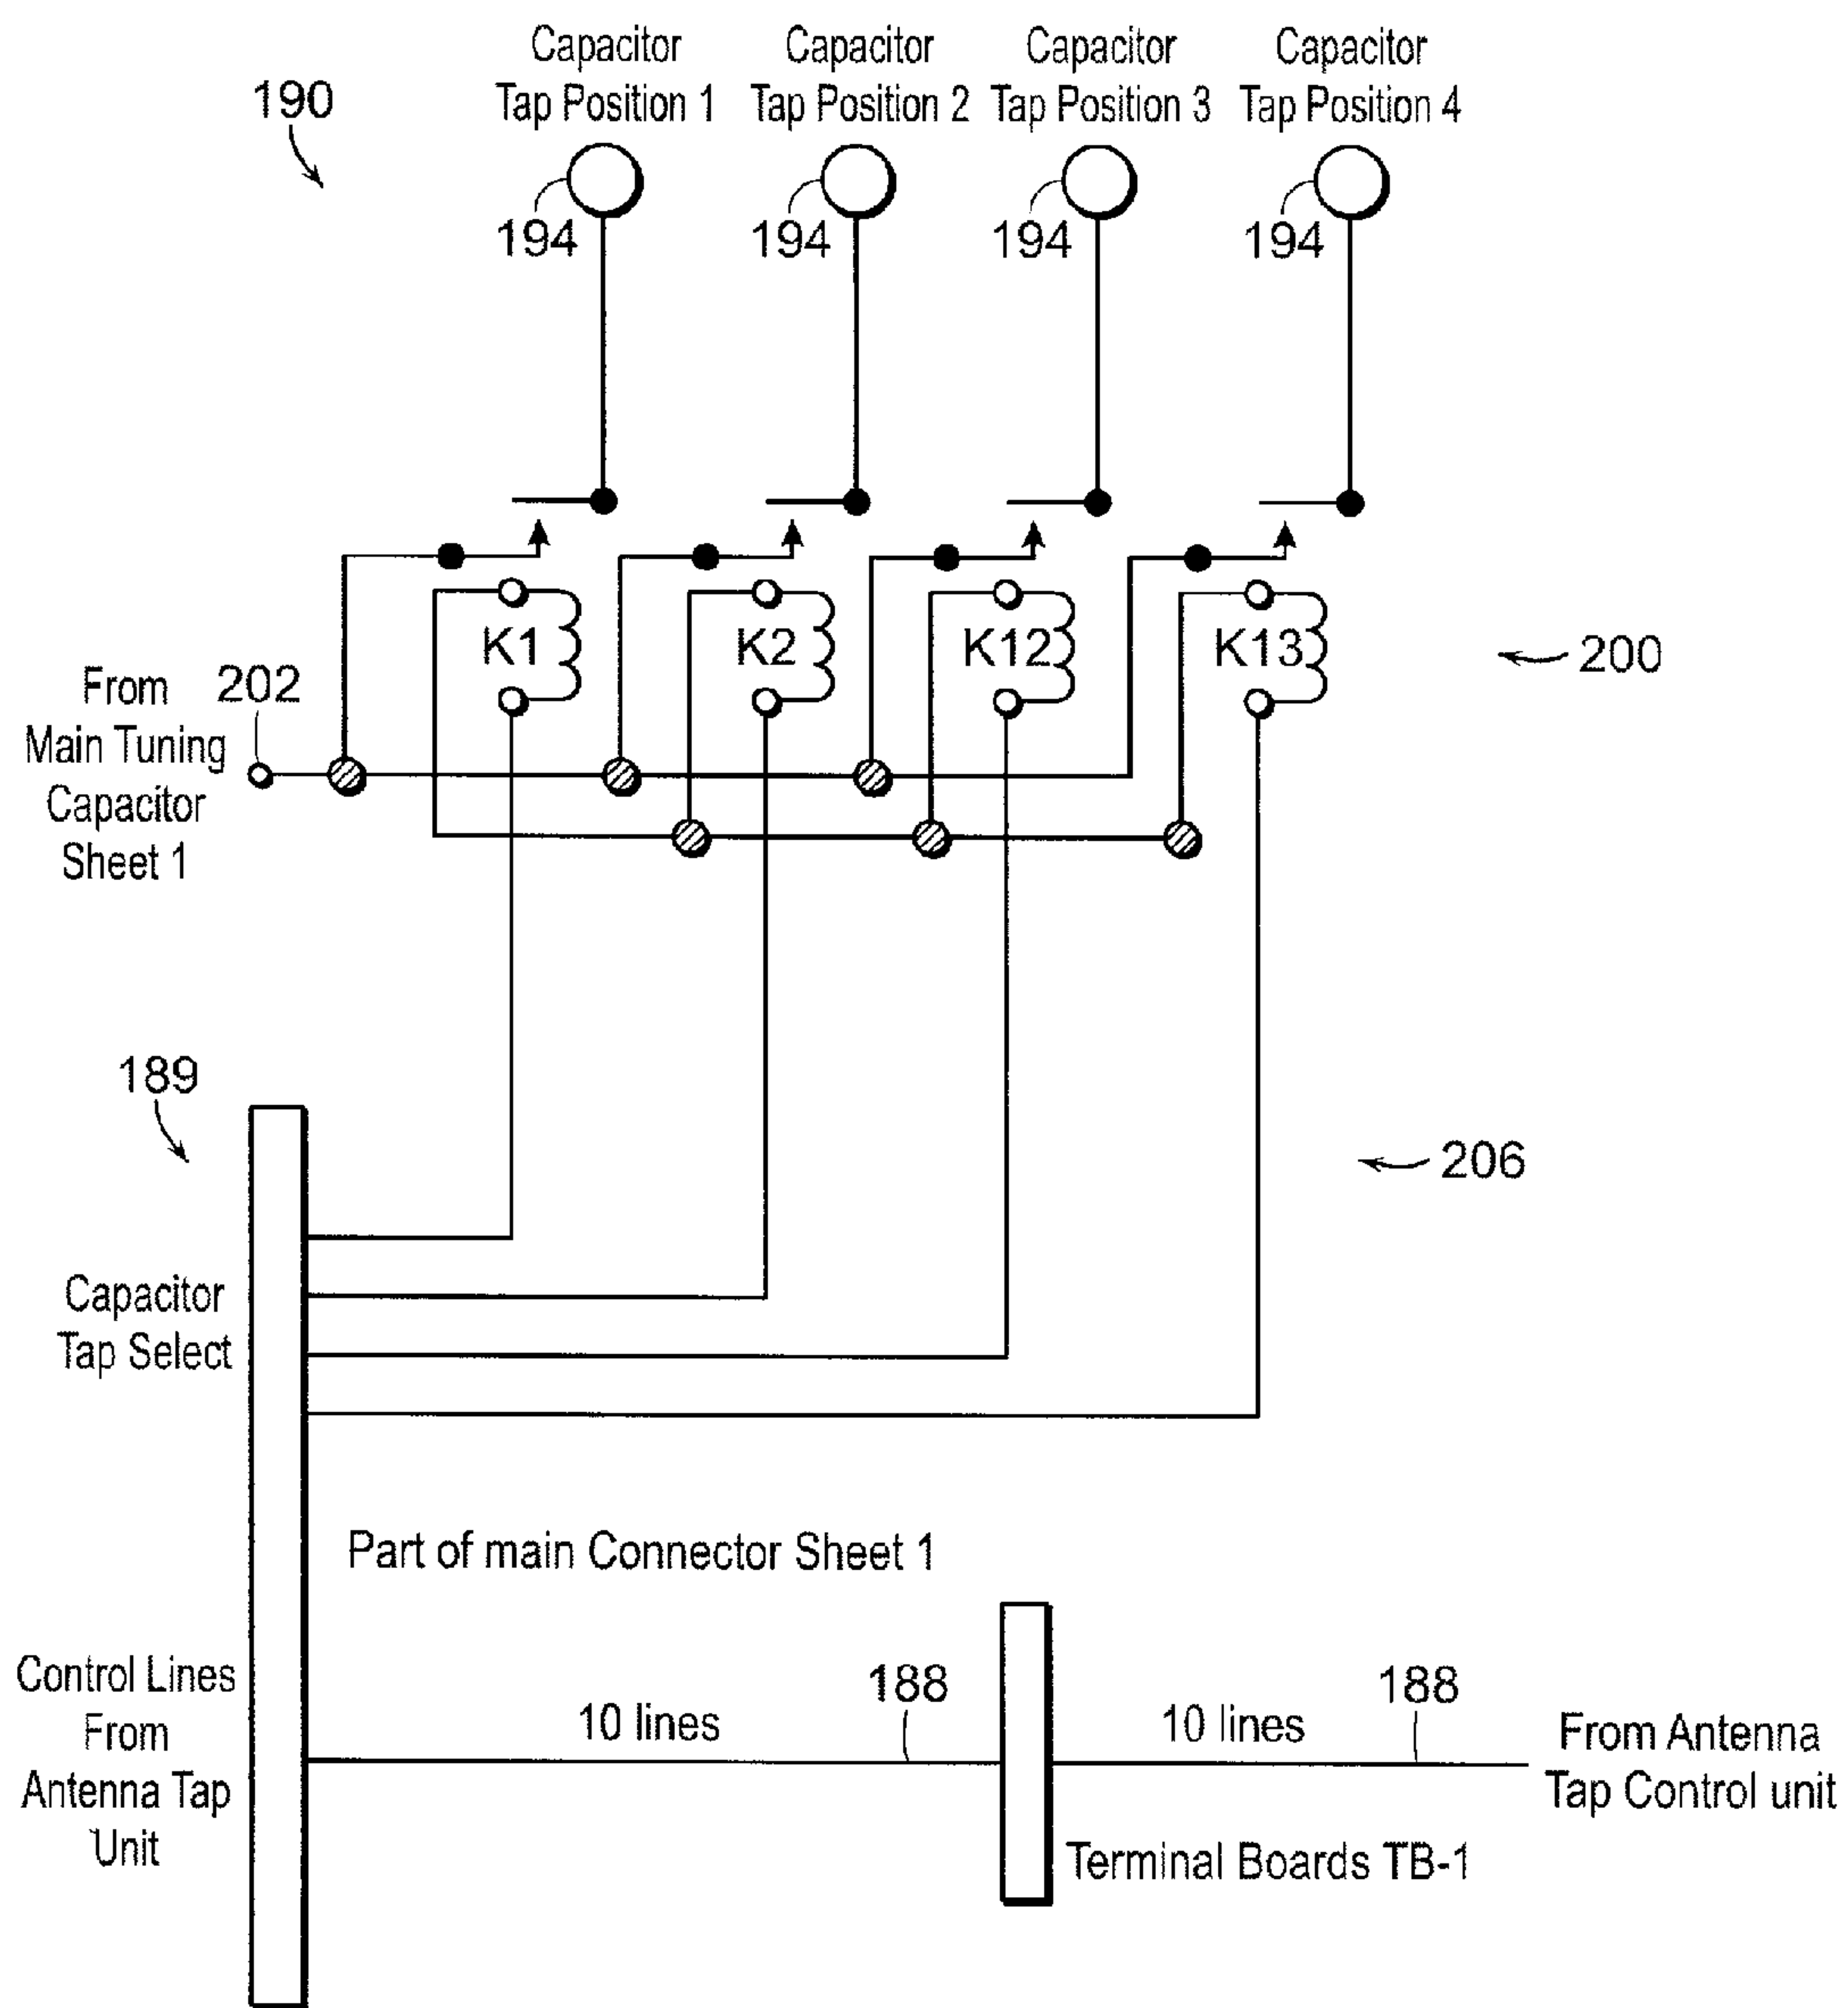 190
Capacitor
Tap Position 1
Capacitor
Tap Position 2
Capacitor
Tap Position 3
Capacitor
Tap Position 4
194
194
194
194
K1
K2
K12
K13
200
202
From
Main Tuning
Capacitor
Sheet 1
189
206
Capacitor
Tap Select
Part of main Connector Sheet 1
Control Lines
From
Antenna Tap
Unit
10 lines
188
10 lines
188
From Antenna
Tap Control unit
Terminal Boards TB-1